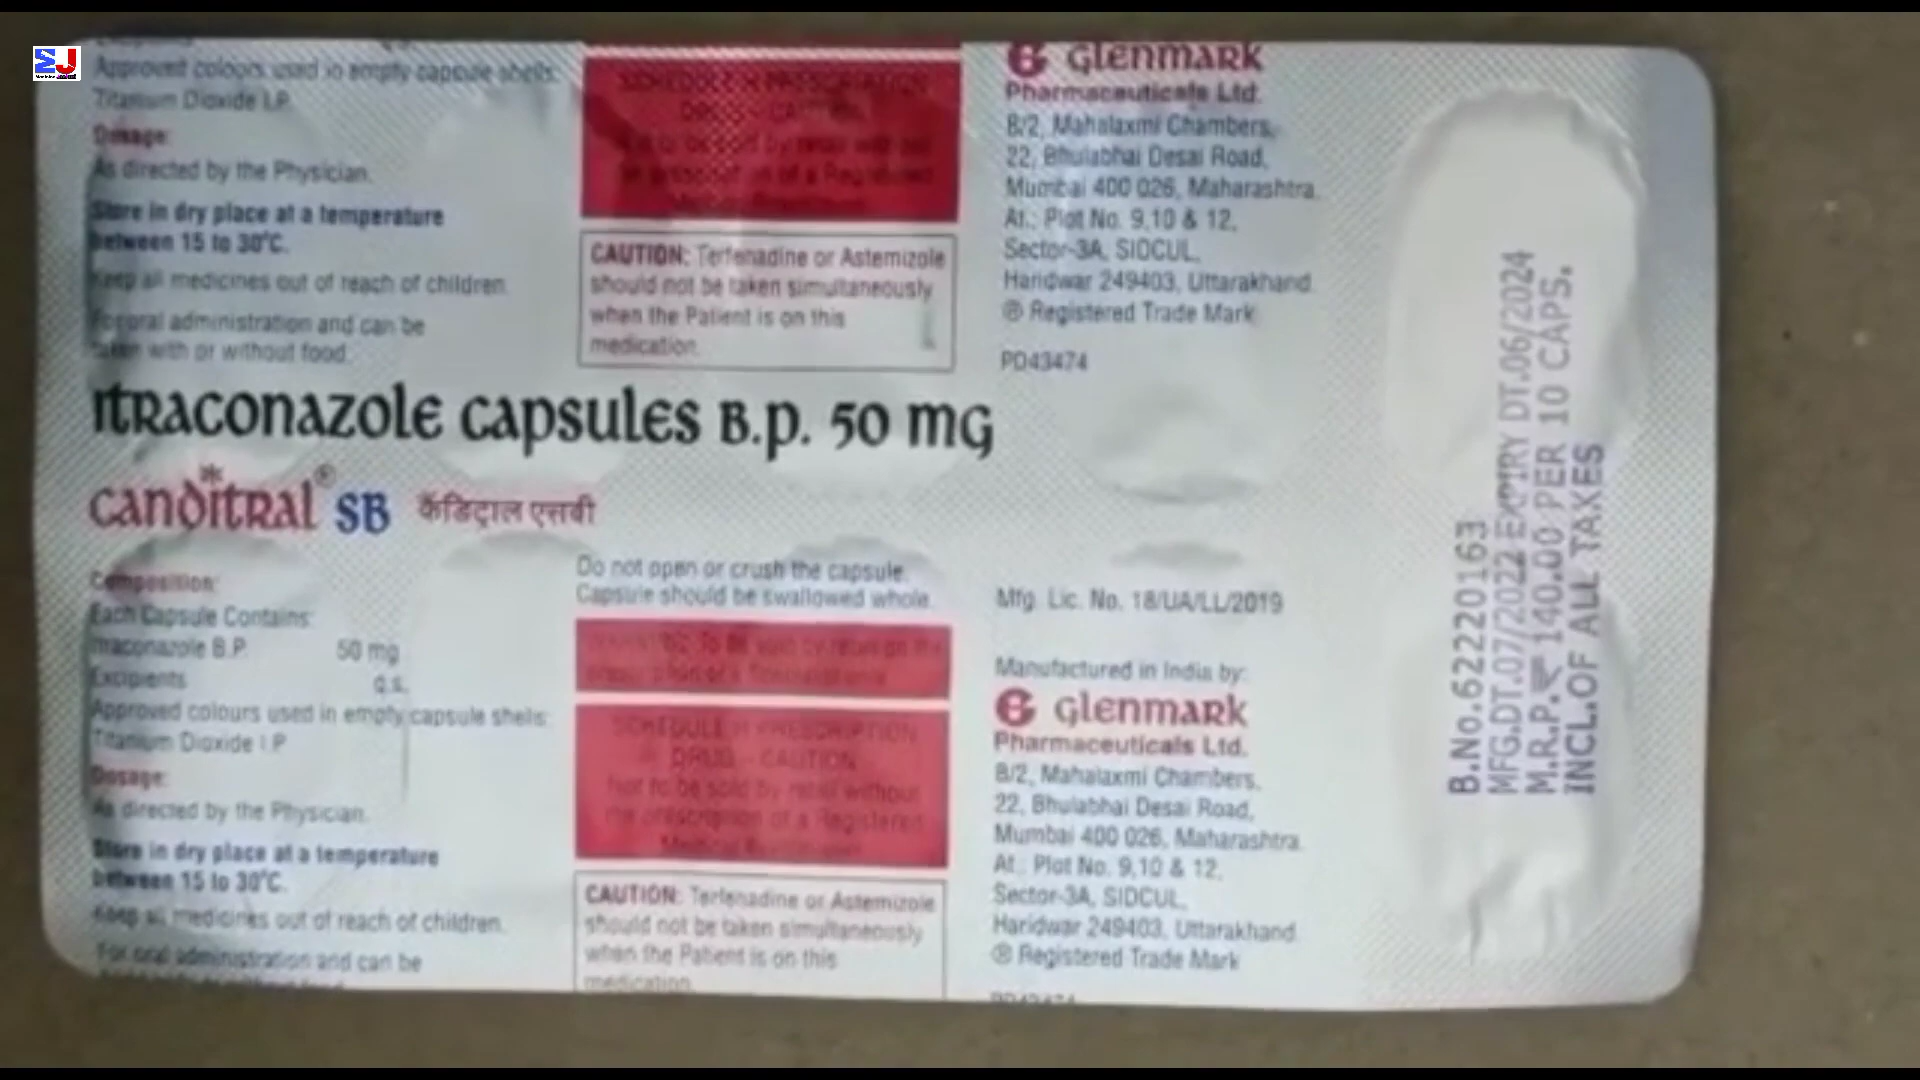 Approved colours used in empty capsule shells:
Titanium Dioxide I.P.
Dosage:
As directed by the Physician.
Store in dry place at a temperature
between 15 to 30°C.
Keep all medicines out of reach of children.
For oral administration and can be
taken with or without food.
SCHEDULE H PRESCRIPTION
DRUG - CAUTION
CAUTION: Terfenadine or Astemizole
should not be taken simultaneously
when the Patient is on this
medication.
Glenmark
Pharmaceuticals Ltd.
B/2, Mahalaxmi Chambers,
22, Bhulabhai Desai Road,
Mumbai 400 026, Maharashtra.
At.: Plot No. 9,10 & 12,
Sector-3A, SIDCUL,
Haridwar 249403, Uttarakhand.
® Registered Trade Mark
PD43474
Itraconazole Capsules B.P. 50 mg
Canditral® SB कॅंडिट्राल एसबी
Composition:
Each Capsule Contains:
Itraconazole B.P. 50 mg
Excipients q.s.
Approved colours used in empty capsule shells:
Titanium Dioxide I.P.
Dosage:
As directed by the Physician.
Store in dry place at a temperature
between 15 to 30°C.
Keep all medicines out of reach of children.
For oral administration and can be
Do not open or crush the capsule.
Capsule should be swallowed whole.
SCHEDULE H PRESCRIPTION
DRUG - CAUTION
Not to be sold by retail without
the prescription of a Registered
Medical Practitioner.
CAUTION: Terfenadine or Astemizole
should not be taken simultaneously
when the Patient is on this
medication.
Mfg. Lic. No. 18/UA/LL/2019
Manufactured in India by:
Glenmark
Pharmaceuticals Ltd.
B/2, Mahalaxmi Chambers,
22, Bhulabhai Desai Road,
Mumbai 400 026, Maharashtra.
At.: Plot No. 9,10 & 12,
Sector-3A, SIDCUL,
Haridwar 249403, Uttarakhand.
® Registered Trade Mark
PD43474
B.No.62220163
MFG.DT.07/2022 EXPIRY DT.06/2024
M.R.P.₹ 140.00 PER 10 CAPS.
INCL.OF ALL TAXES